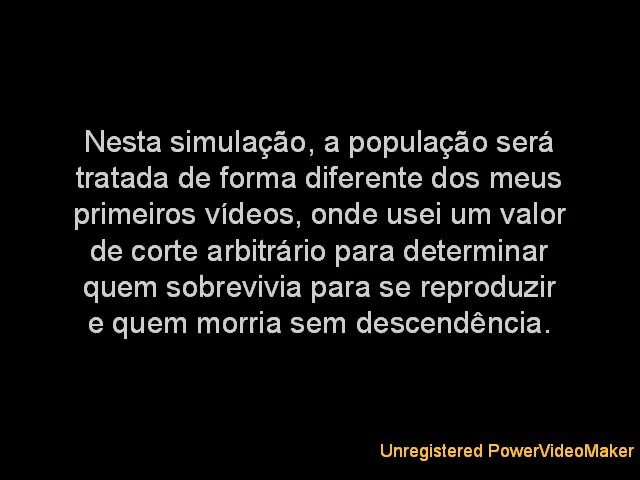 Nesta simulação, a população será
tratada de forma diferente dos meus
primeiros vídeos, onde usei um valor
de corte arbitrário para determinar
quem sobrevivia para se reproduzir
e quem morria sem descendência.
Unregistered PowerVideoMaker